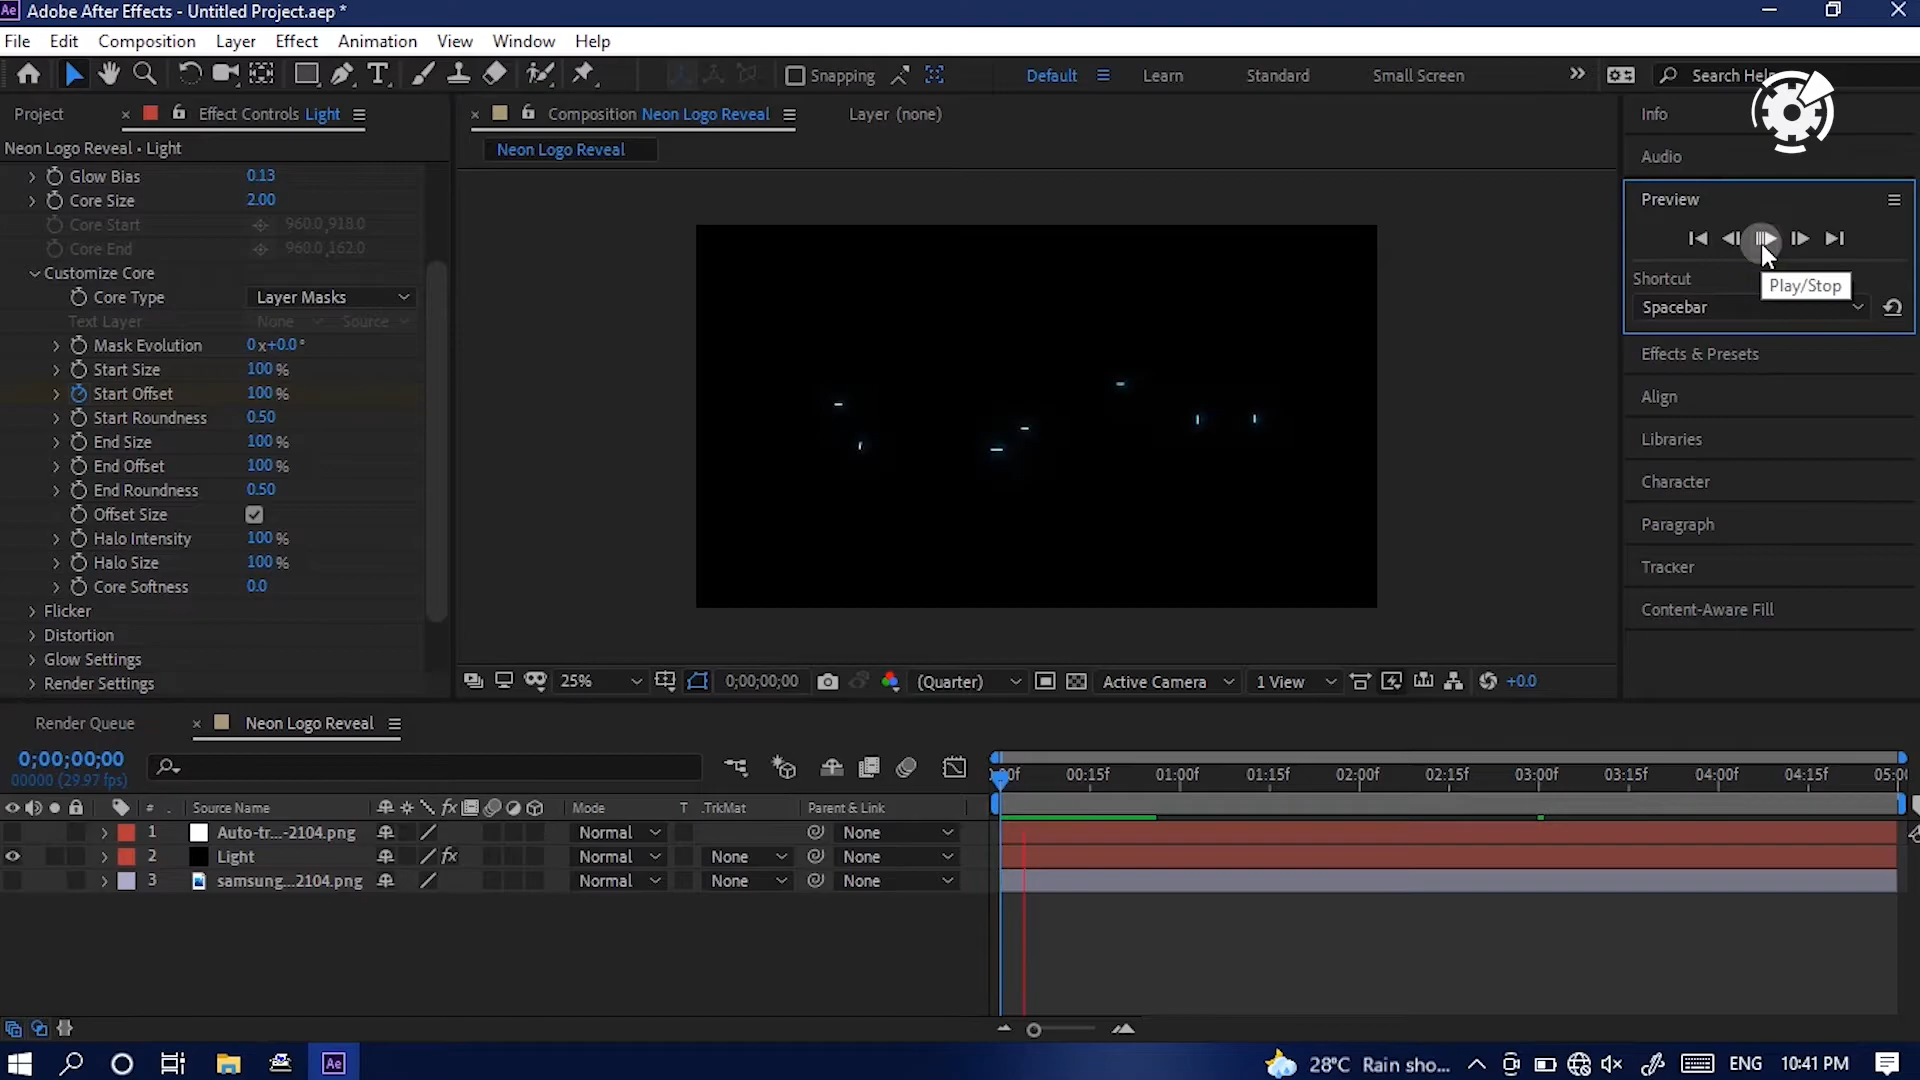 Ae Adobe After Effects - Untitled Project.aep *
File Edit Composition Layer Effect Animation View Window Help
Snapping Default Learn Standard Small Screen Search Help
Project Effect Controls Light
Composition Neon Logo Reveal
Layer (none)
Neon Logo Reveal • Light
Neon Logo Reveal
Glow Bias 0.13
Core Size 2.00
Core Start 960.0,918.0
Core End 960.0,162.0
Customize Core
Core Type Layer Masks
Text Layer None Source
Mask Evolution 0x+0.0°
Start Size 100 %
Start Offset 100 %
Start Roundness 0.50
End Size 100 %
End Offset 100 %
End Roundness 0.50
Offset Size
Halo Intensity 100 %
Halo Size 100 %
Core Softness 0.0
Flicker
Distortion
Glow Settings
Render Settings
25% 0;00;00;00 (Quarter) Active Camera 1 View +0.0
Info
Audio
Preview
Shortcut
Play/Stop
Spacebar
Effects & Presets
Align
Libraries
Character
Paragraph
Tracker
Content-Aware Fill
Render Queue Neon Logo Reveal
0;00;00;00
00000 (29.97 fps)
00:15f 01:00f 01:15f 02:00f 02:15f 03:00f 03:15f 04:00f 04:15f
# Source Name Mode T .TrkMat Parent & Link
1 Auto-tr...-2104.png Normal None
2 Light fx Normal None None
3 samsung...2104.png Normal None None
Ae 28°C Rain sho... ENG 10:41 PM